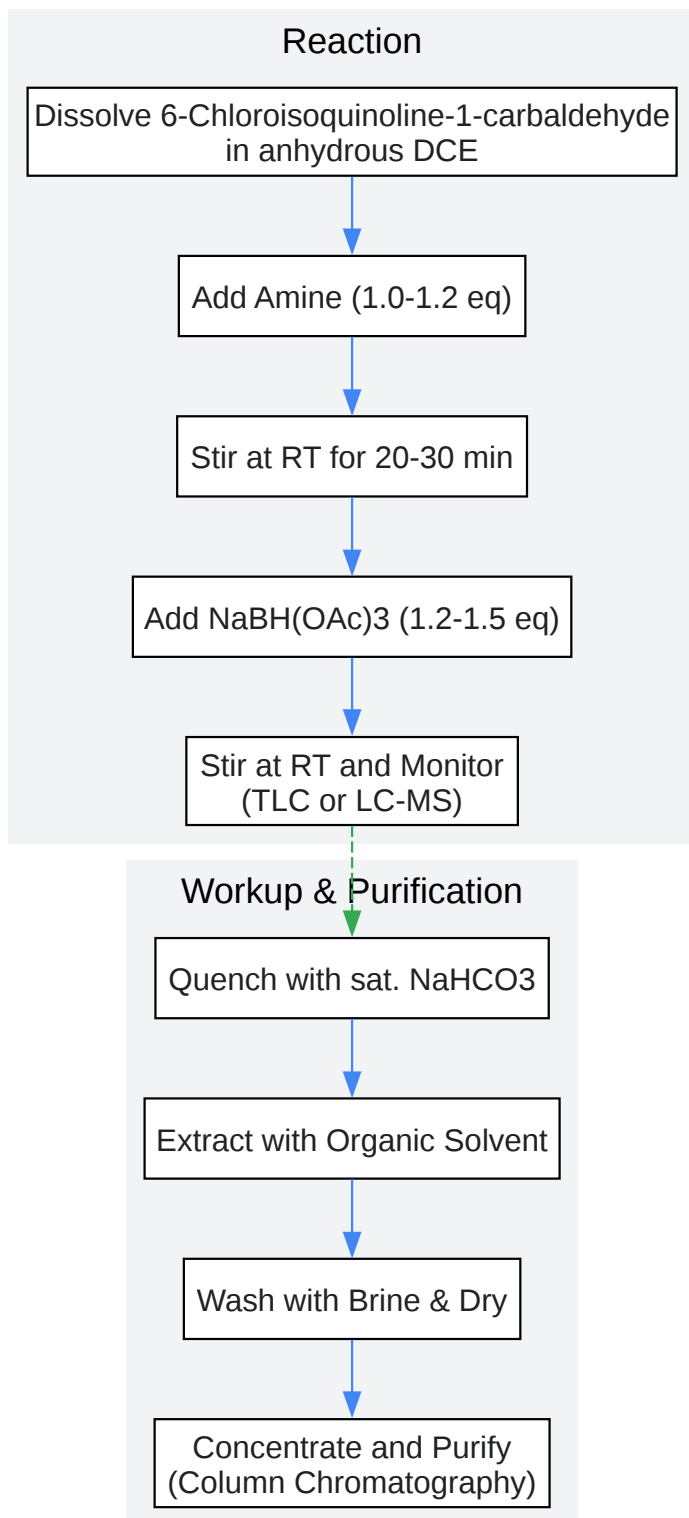 Reaction
Dissolve 6-Chloroisoquinoline-1-carbaldehyde
in anhydrous DCE
Add Amine (1.0-1.2 eq)
Stir at RT for 20-30 min
Add NaBH(OAc)3 (1.2-1.5 eq)
Stir at RT and Monitor
(TLC or LC-MS)
Workup & Purification
Quench with sat. NaHCO3
Extract with Organic Solvent
Wash with Brine & Dry
Concentrate and Purify
(Column Chromatography)